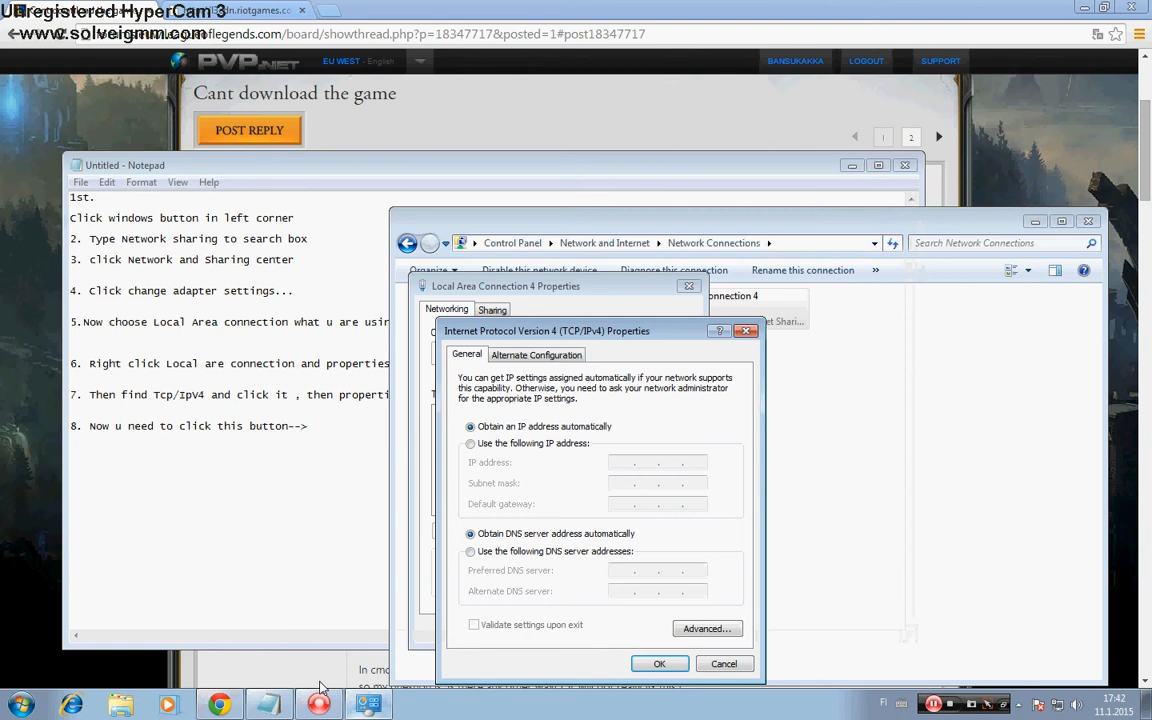 Unregistered HyperCam 3
www.solveigmm.com
riotgames.co...
eoflegends.com/board/showthread.php?p=18347717&posted=1#post18347717
PVP.NET
EU WEST - English
BANSUKAKKA
LOGOUT
SUPPORT
Cant download the game
POST REPLY
1
2
Untitled - Notepad
File Edit Format View Help
1st.
Click windows button in left corner
2. Type Network sharing to search box
3. click Network and Sharing center
4. Click change adapter settings...
5.Now choose Local Area connection what u are usin
6. Right click Local are connection and properties
7. Then find Tcp/IpV4 and click it , then properti
8. Now u need to click this button-->
Control Panel Network and Internet Network Connections
Search Network Connections
Organize Disable this network device Diagnose this connection Rename this connection »
Local Area Connection 4 Properties
onnection 4
et Shari...
Networking Sharing
Internet Protocol Version 4 (TCP/IPv4) Properties
General Alternate Configuration
You can get IP settings assigned automatically if your network supports
this capability. Otherwise, you need to ask your network administrator
for the appropriate IP settings.
Obtain an IP address automatically
Use the following IP address:
IP address:
Subnet mask:
Default gateway:
Obtain DNS server address automatically
Use the following DNS server addresses:
Preferred DNS server:
Alternate DNS server:
Validate settings upon exit
Advanced...
OK Cancel
In cmd
FI
17:42
11.1.2015